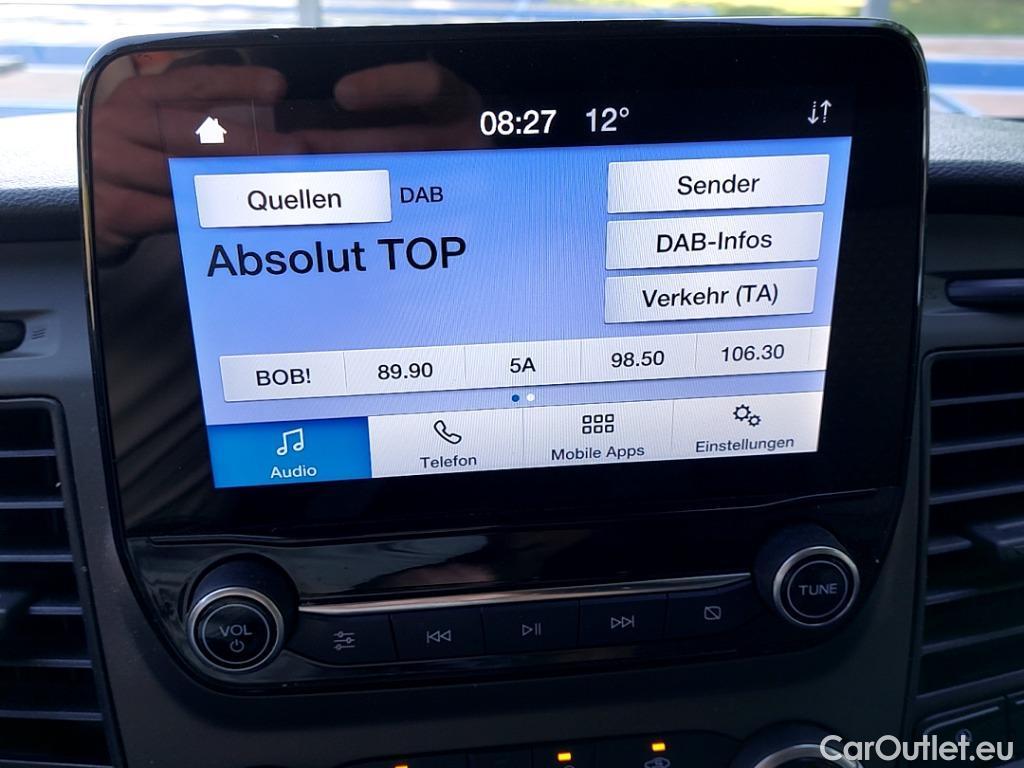 08:27 12°
Quellen DAB
Absolut TOP
Sender
DAB-Infos
Verkehr (TA)
BOB! 89.90 5A 98.50 106.30
Audio Telefon Mobile Apps Einstellungen
VOL
TUNE
CarOutlet.eu